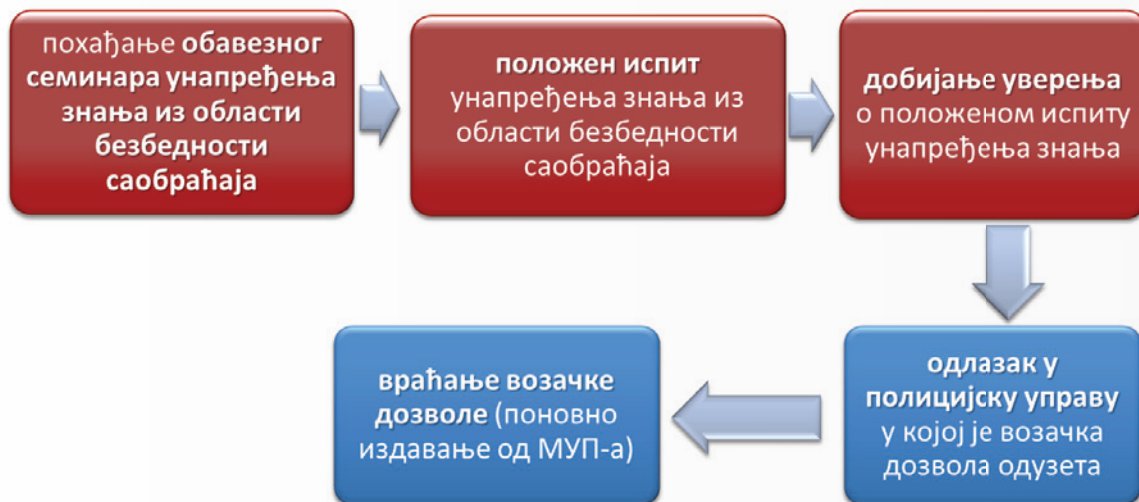 похађање обавезног
семинара унапређења
знања из области
безбедности
саобраћаја
положен испит
унапређења знања из
области безбедности
саобраћаја
добијање уверења
о положеном испиту
унапређења знања
одлазак у
полицијску управу
у којој је возачка
дозвола одузета
враћање возачке
дозволе (поновно
издавање од МУП-а)